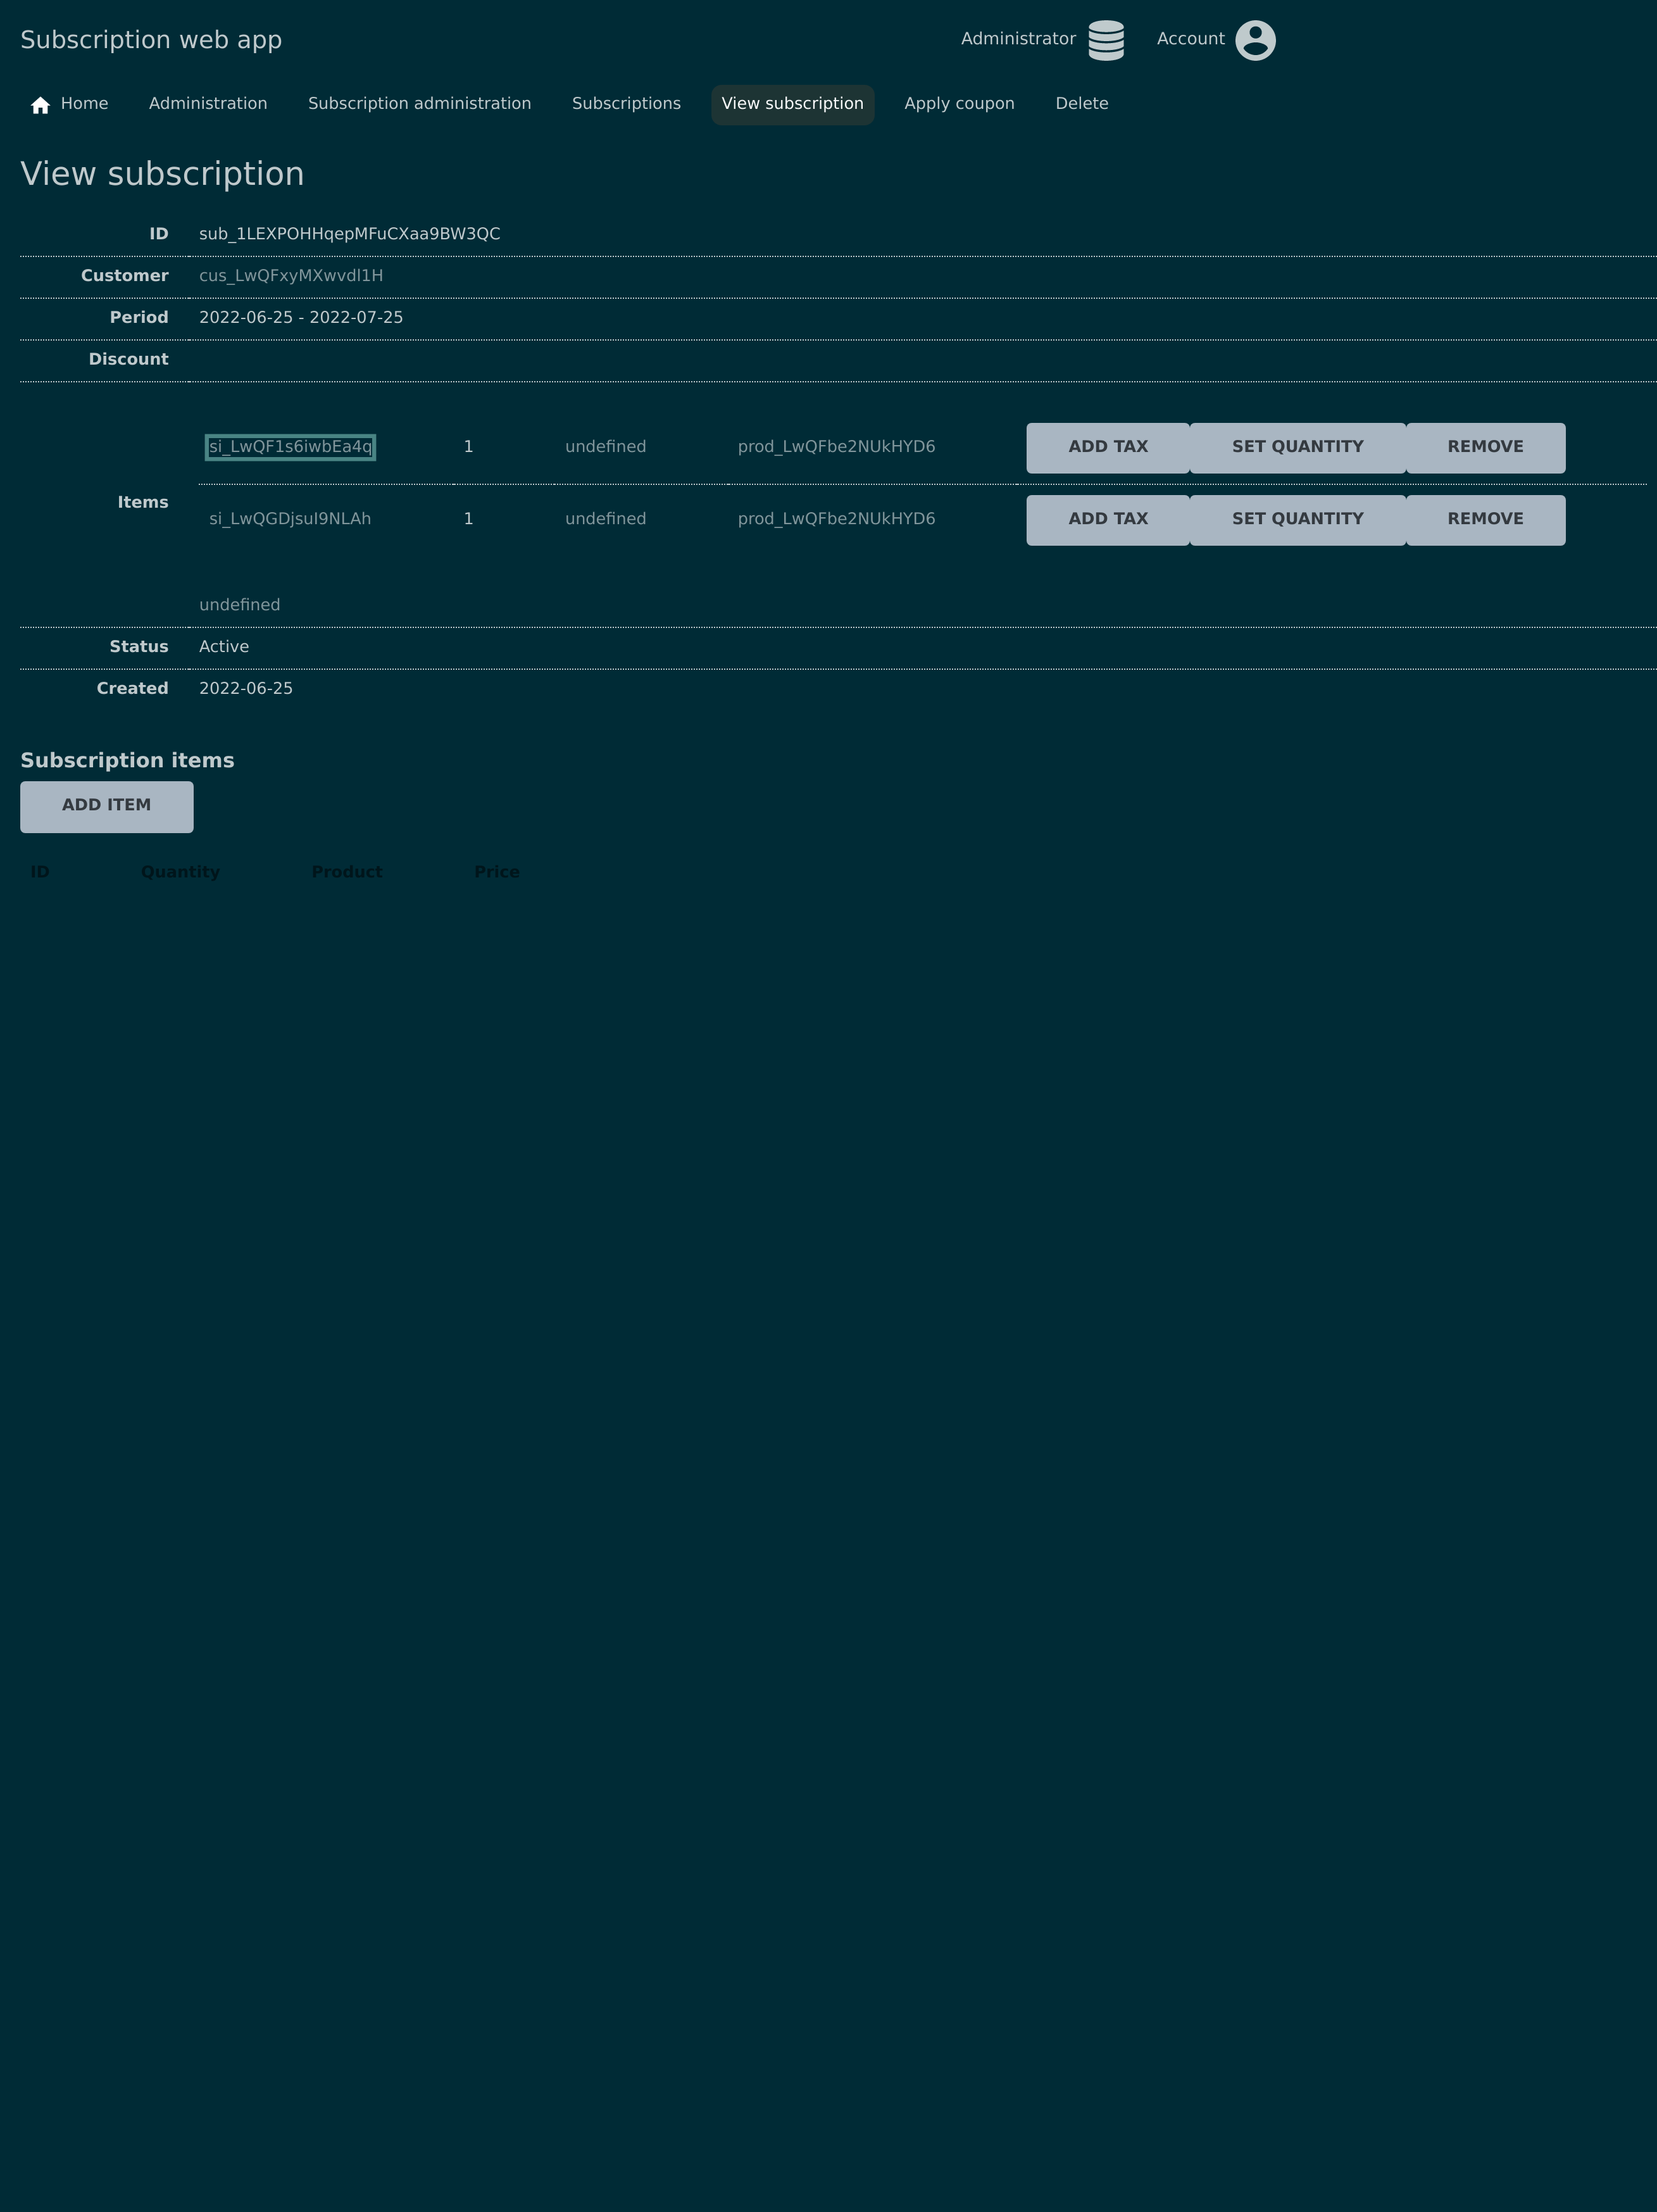 Subscription web app Administrator Account
Home Administration Subscription administration Subscriptions View subscription Apply coupon Delete
View subscription
ID sub_1LEXPOHHqepMFuCXaa9BW3QC
Customer cus_LwQFxyMXwvdl1H
Period 2022-06-25 - 2022-07-25
Discount
si_LwQF1s6iwbEa4q 1 undefined prod_LwQFbe2NUkHYD6 ADD TAX SET QUANTITY REMOVE
Items
si_LwQGDjsuI9NLAh 1 undefined prod_LwQFbe2NUkHYD6 ADD TAX SET QUANTITY REMOVE
undefined
Status Active
Created 2022-06-25
Subscription items
ADD ITEM
ID Quantity Product Price